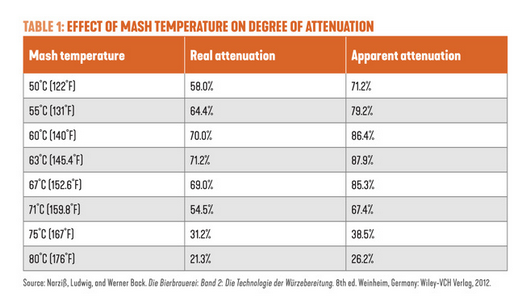 TABLE 1: EFFECT OF MASH TEMPERATURE ON DEGREE OF ATTENUATION
Mash temperature Real attenuation Apparent attenuation
50°C (122°F) 58.0% 71.2%
55°C (131°F) 64.4% 79.2%
60°C (140°F) 70.0% 86.4%
63°C (145.4°F) 71.2% 87.9%
67°C (152.6°F) 69.0% 85.3%
71°C (159.8°F) 54.5% 67.4%
75°C (167°F) 31.2% 38.5%
80°C (176°F) 21.3% 26.2%
Source: Narziß, Ludwig, and Werner Back. Die Bierbrauerei: Band 2: Die Technologie der Würzebereitung. 8th ed. Weinheim, Germany: Wiley-VCH Verlag, 2012.